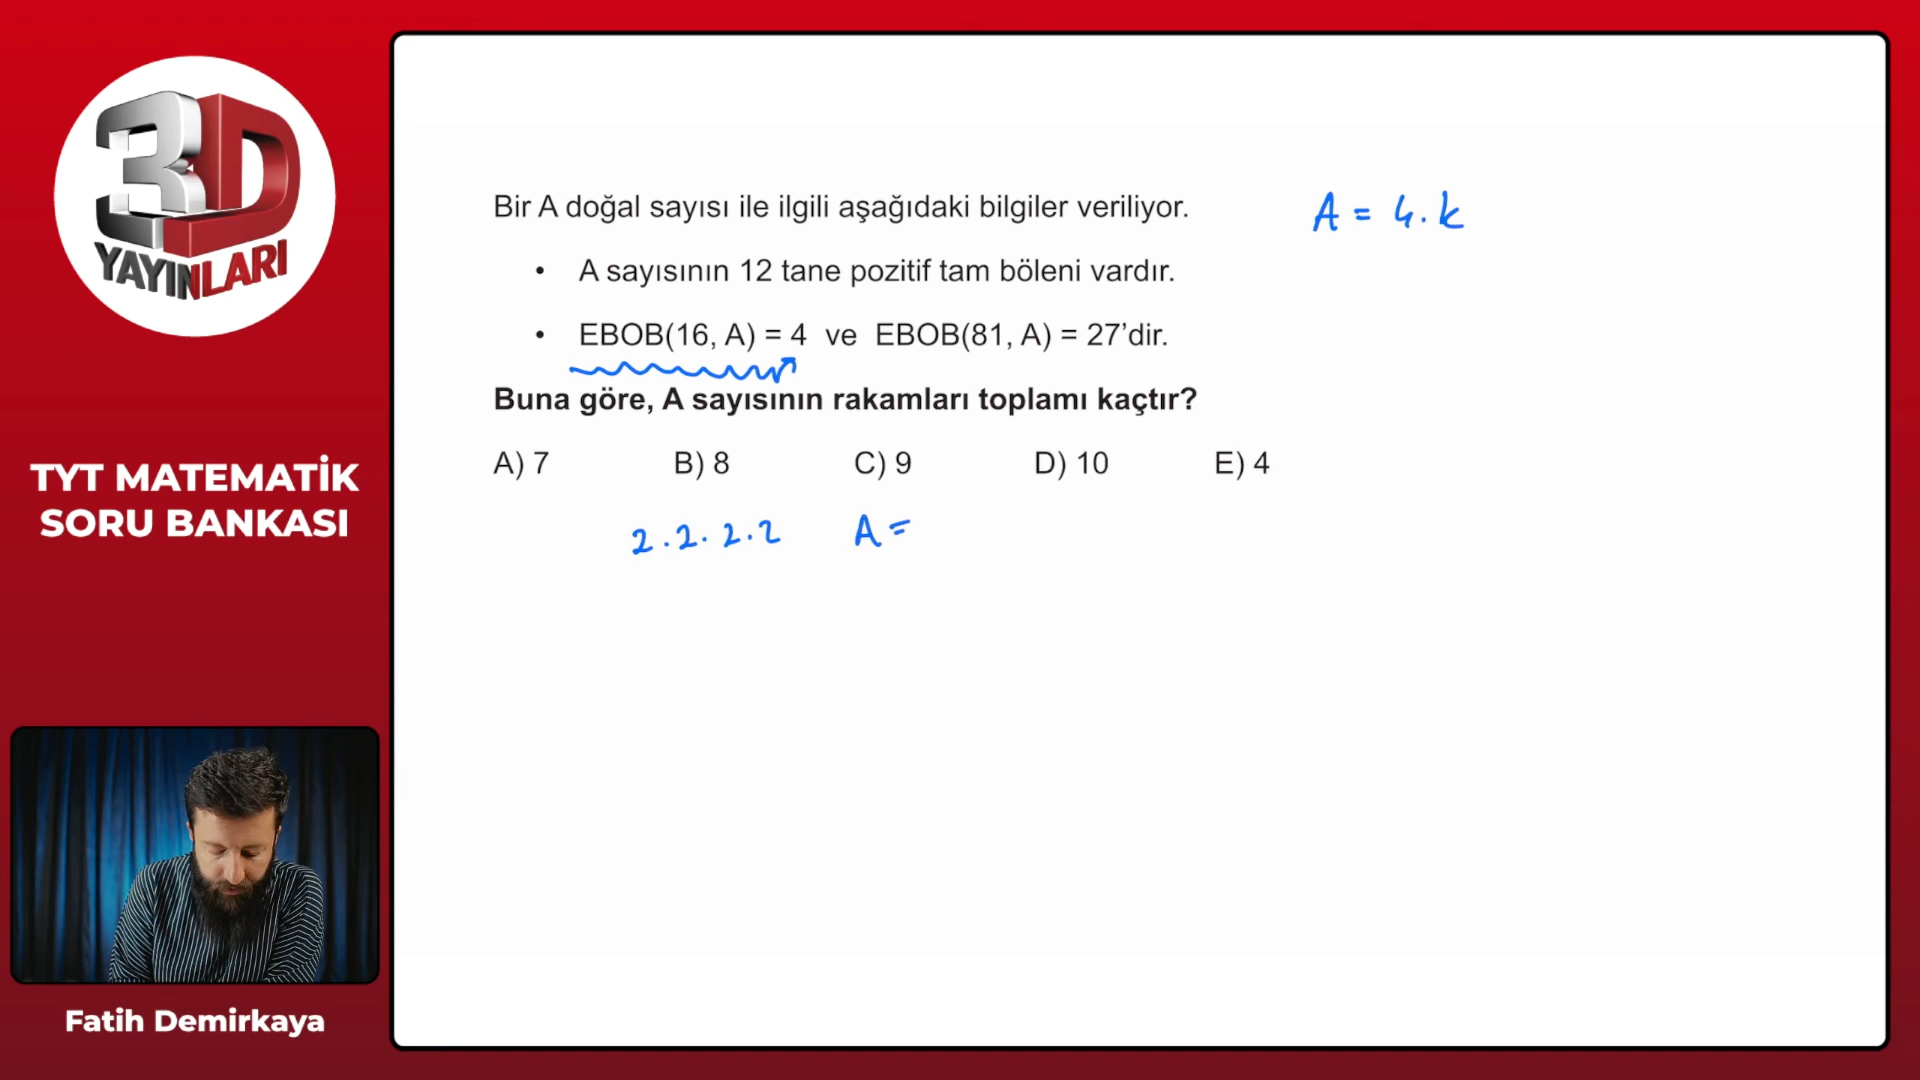 3D
YAYINLARI
TYT MATEMATİK
SORU BANKASI
Fatih Demirkaya
Bir A doğal sayısı ile ilgili aşağıdaki bilgiler veriliyor.
A = 4.k
• A sayısının 12 tane pozitif tam böleni vardır.
• EBOB(16, A) = 4 ve EBOB(81, A) = 27’dir.
Buna göre, A sayısının rakamları toplamı kaçtır?
A) 7 B) 8 C) 9 D) 10 E) 4
2.2.2.2 A =